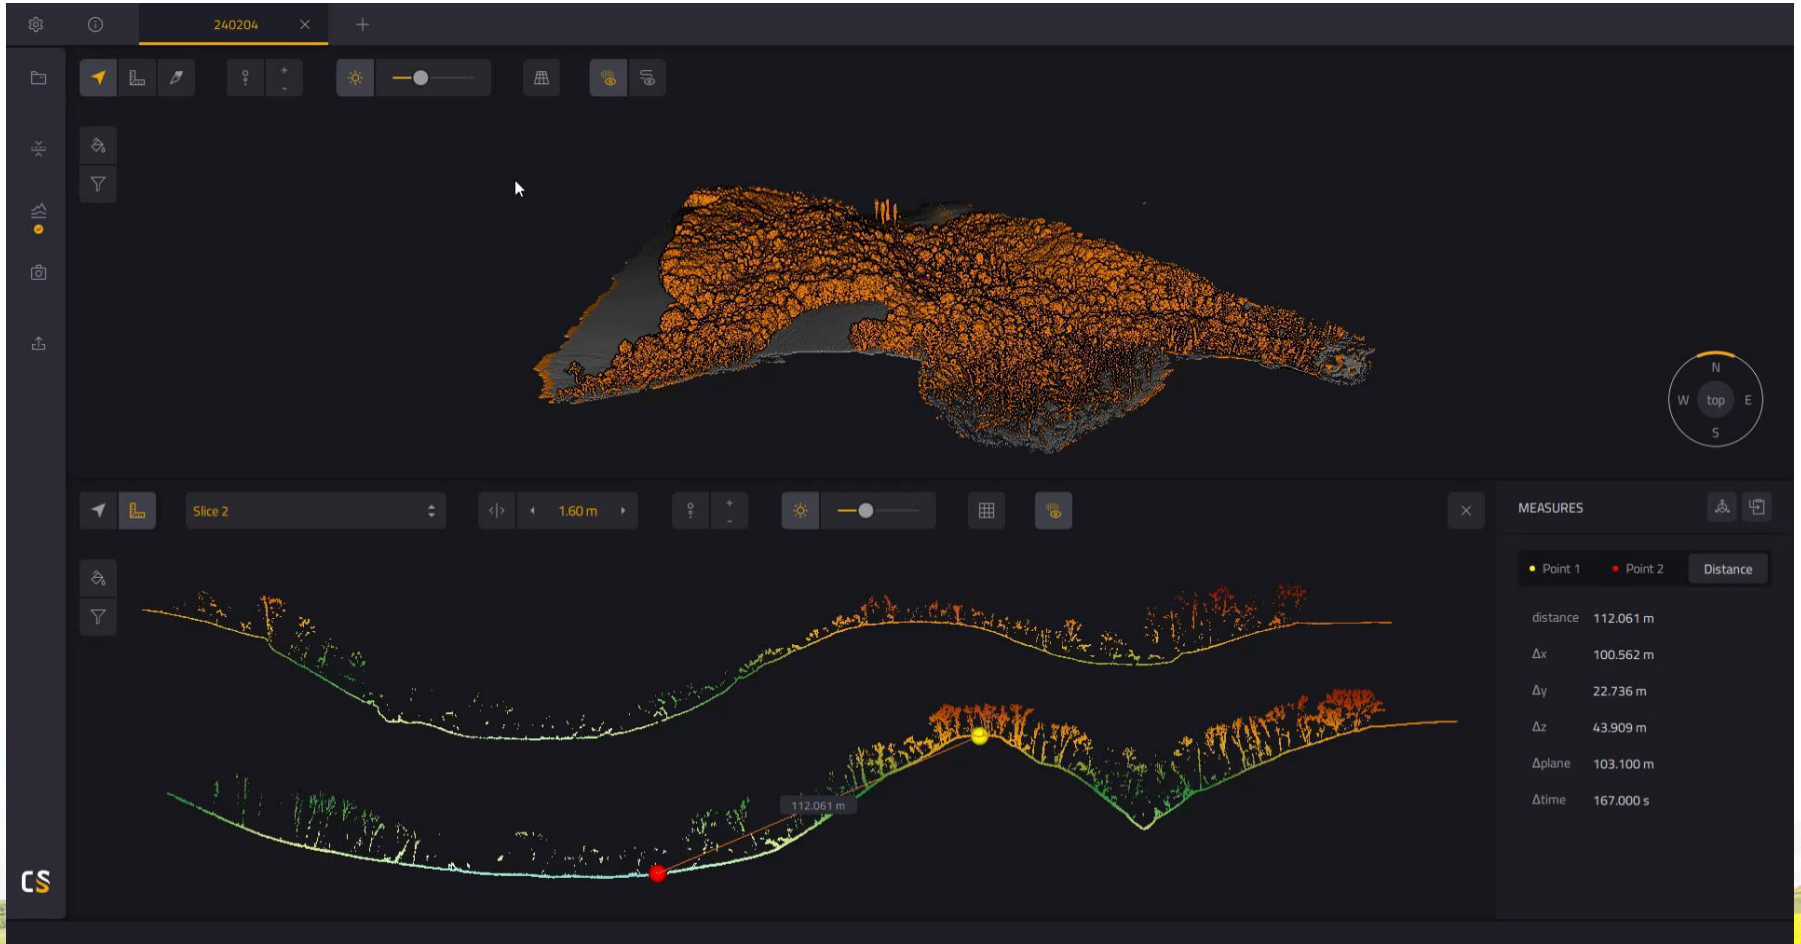 240204
N
W top E
S
Slice 2
1.60 m
MEASURES
Point 1 Point 2 Distance
distance 112.061 m
Δx 100.562 m
Δy 22.736 m
Δz 43.909 m
Δplane 103.100 m
Δtime 167.000 s
112.061 m
CS